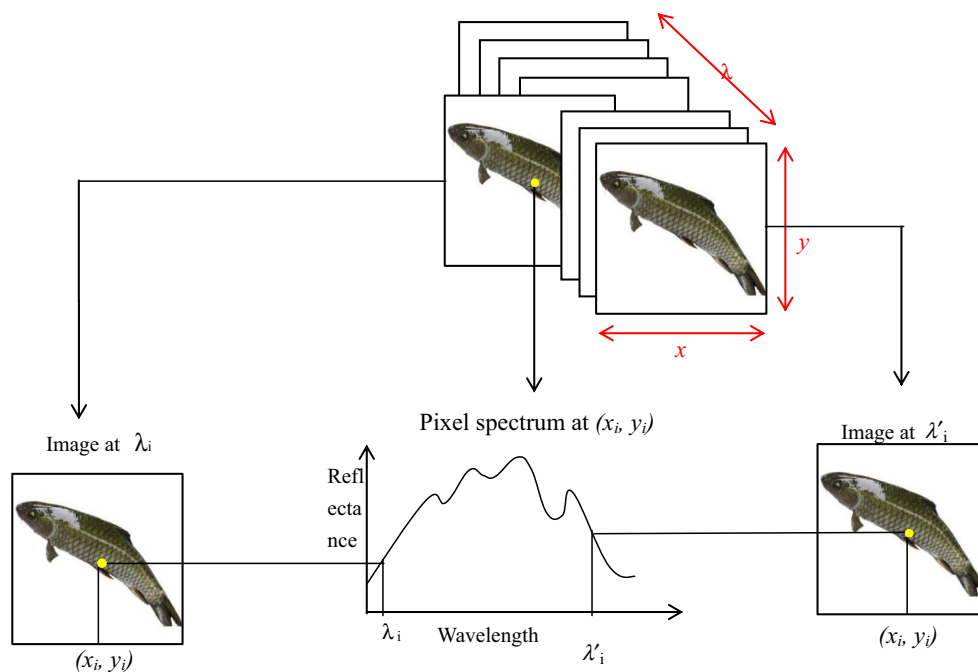 λ
y
x
Image at λi
Pixel spectrum at (xi, yi)
Image at λ′i
Refl
ecta
nce
λi
Wavelength
λ′i
(xi, yi)
(xi, yi)